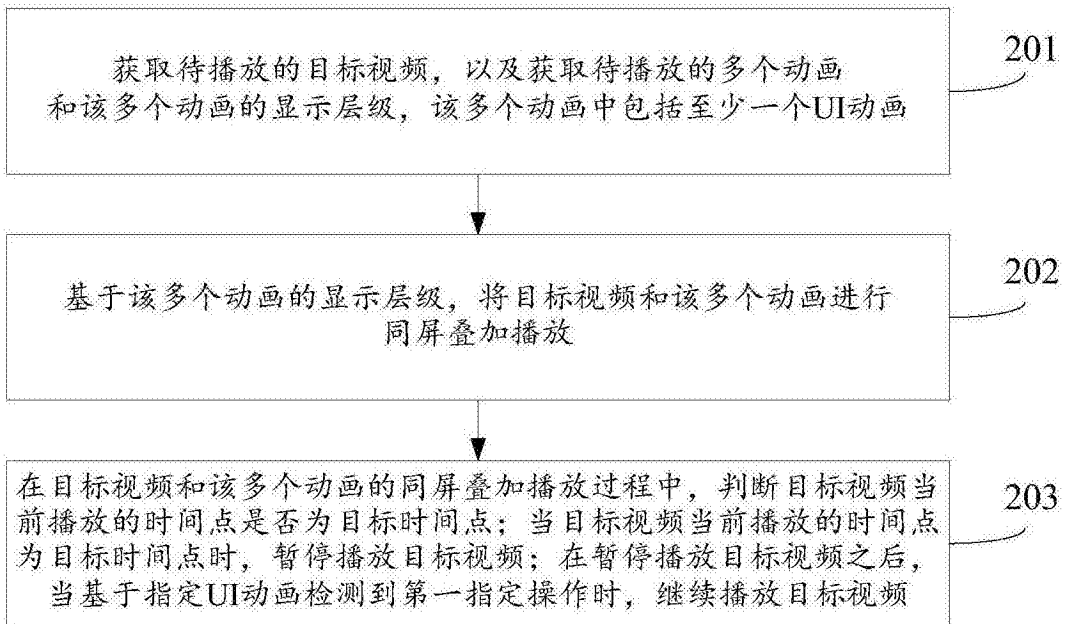 获取待播放的目标视频，以及获取待播放的多个动画
和该多个动画的显示层级，该多个动画中包括至少一个UI动画
201
基于该多个动画的显示层级，将目标视频和该多个动画进行
同屏叠加播放
202
在目标视频和该多个动画的同屏叠加播放过程中，判断目标视频当
前播放的时间点是否为目标时间点；当目标视频当前播放的时间点
为目标时间点时，暂停播放目标视频；在暂停播放目标视频之后，
当基于指定UI动画检测到第一指定操作时，继续播放目标视频
203